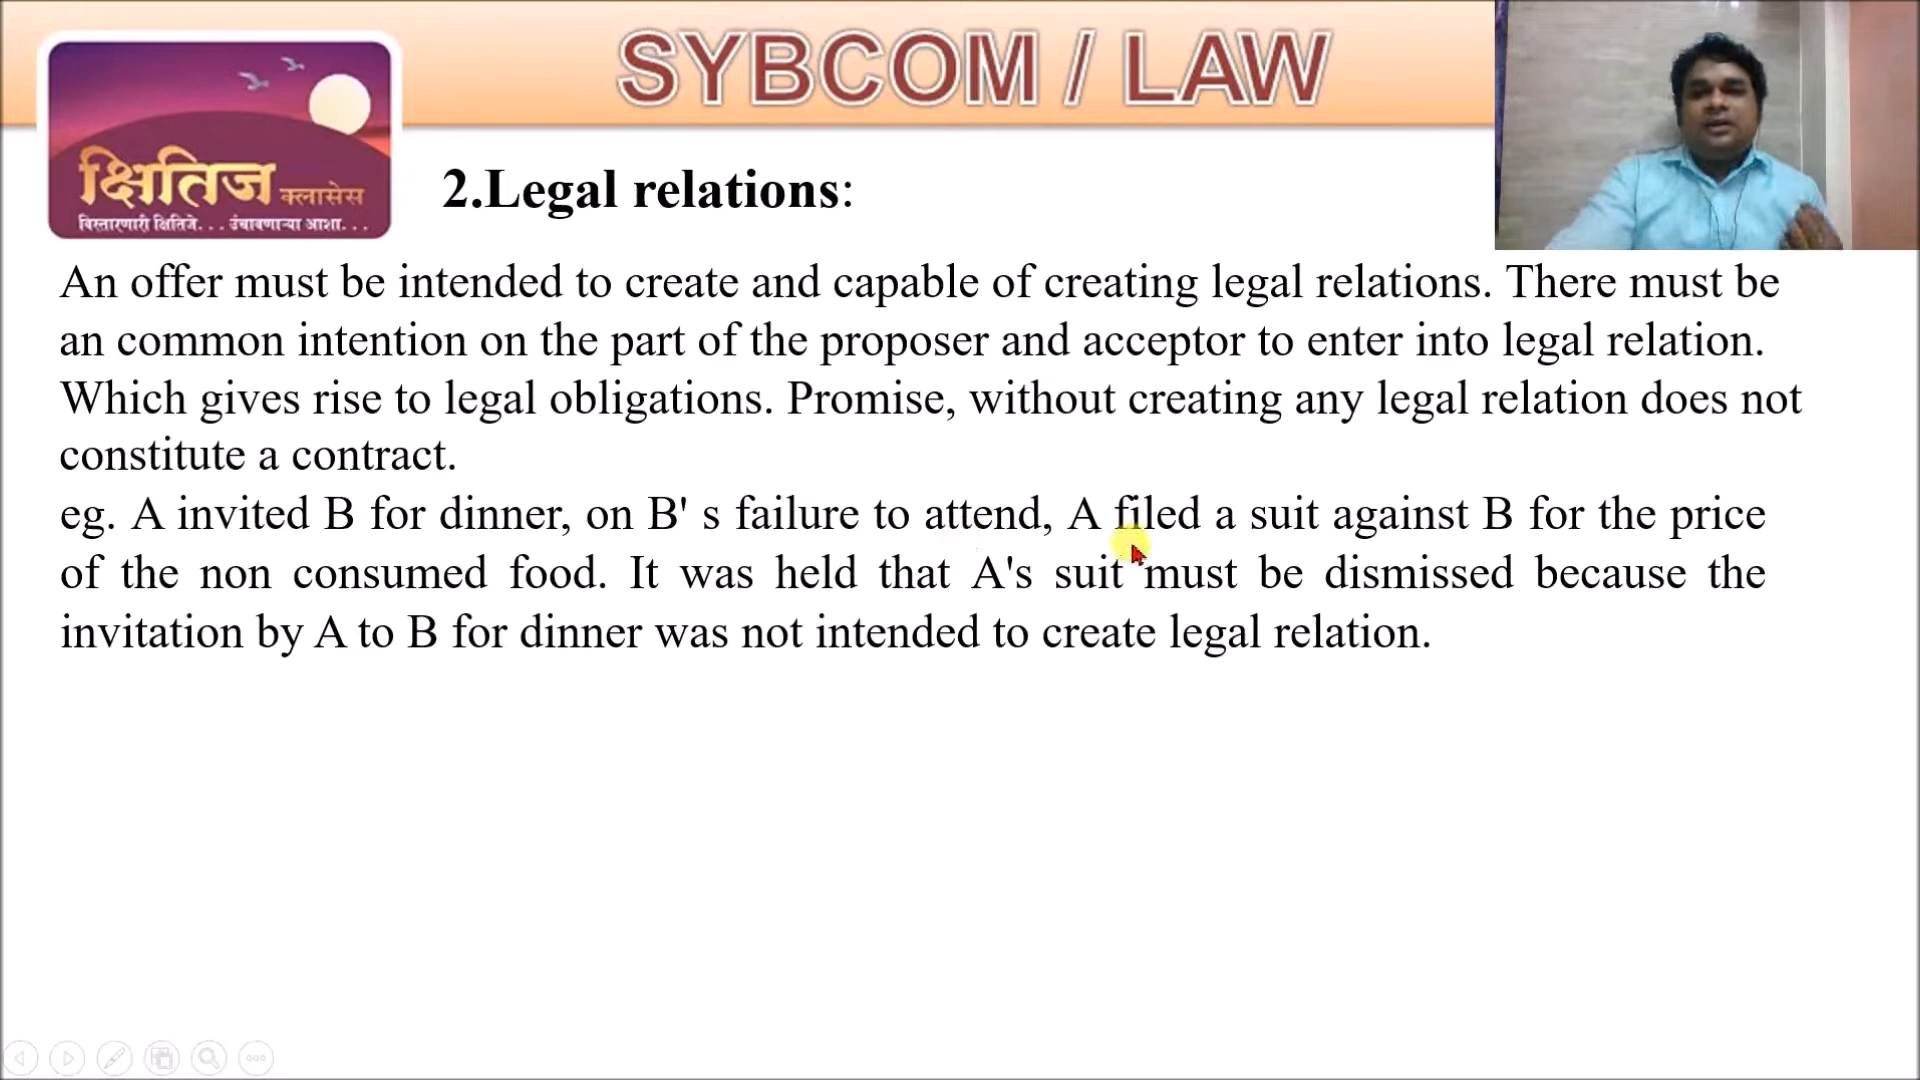 SYBCOM / LAW
क्षितिज क्लासेस
विस्तारणारी क्षितिजे. . . उंचावणाऱ्या आशा. . .
2.Legal relations:
An offer must be intended to create and capable of creating legal relations. There must be
an common intention on the part of the proposer and acceptor to enter into legal relation.
Which gives rise to legal obligations. Promise, without creating any legal relation does not
constitute a contract.
eg. A invited B for dinner, on B' s failure to attend, A filed a suit against B for the price
of the non consumed food. It was held that A's suit must be dismissed because the
invitation by A to B for dinner was not intended to create legal relation.